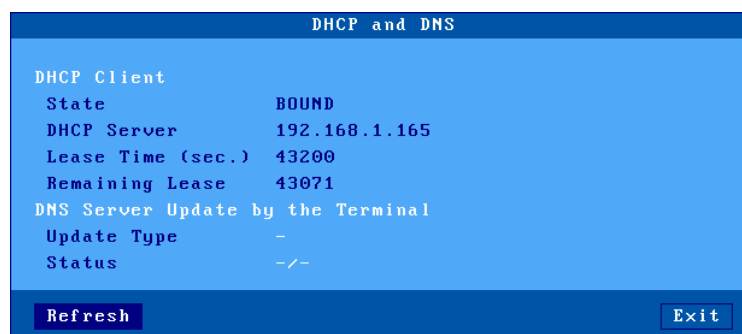 DHCP and DNS
DHCP Client
State BOUND
DHCP Server 192.168.1.165
Lease Time (sec.) 43200
Remaining Lease 43071
DNS Server Update by the Terminal
Update Type -
Status -/-
Refresh Exit